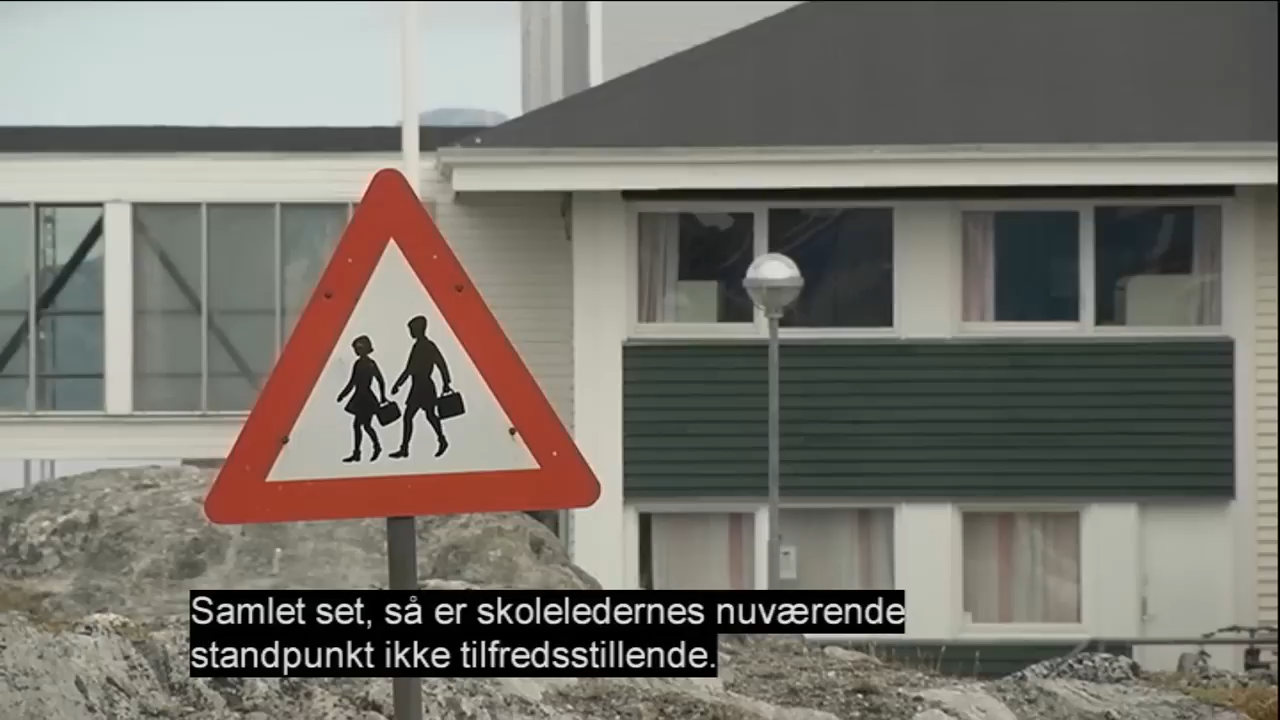 Samlet set, så er skoleledernes nuværende
standpunkt ikke tilfredsstillende.